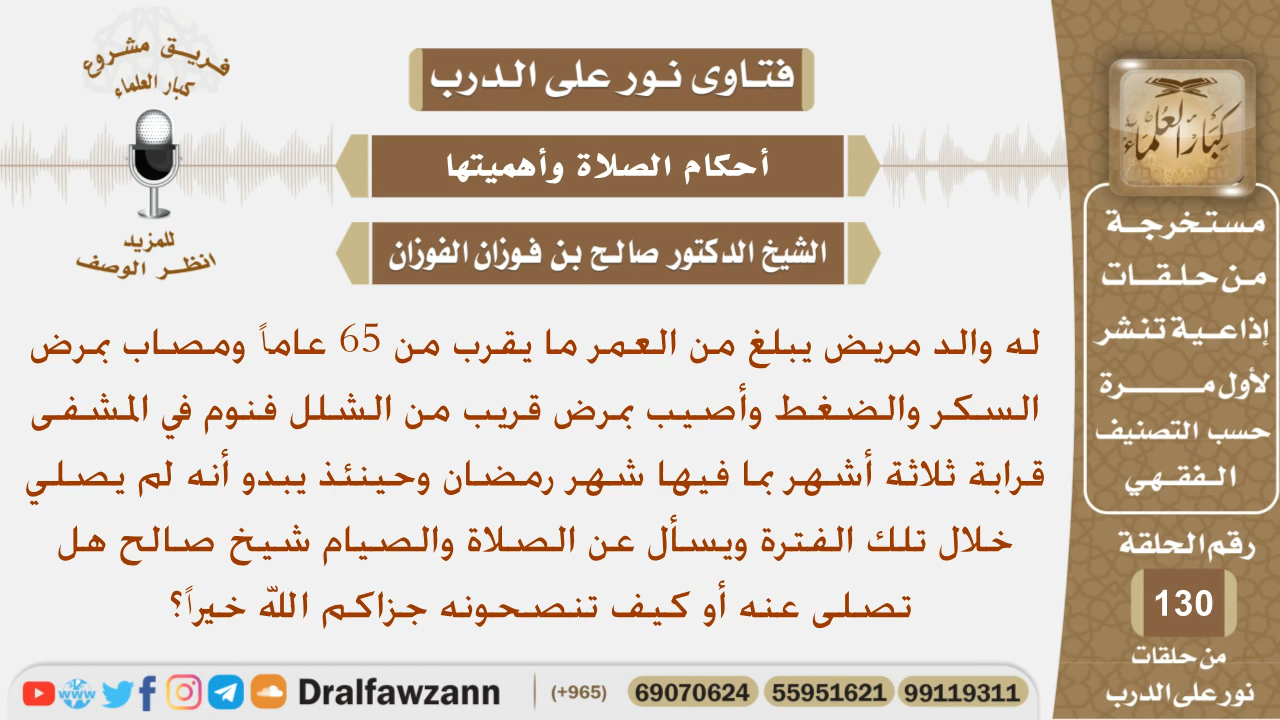 فريق مشروع
كبار العلماء
للمزيد
انظر الوصف
فتاوى نور على الدرب
أحكام الصلاة وأهميتها
الشيخ الدكتور صالح بن فوزان الفوزان
له والد مريض يبلغ من العمر ما يقرب من 65 عاماً ومصاب بمرض
السكر والضغط وأصيب بمرض قريب من الشلل فنوم في المشفى
قرابة ثلاثة أشهر بما فيها شهر رمضان وحينئذ يبدو أنه لم يصلي
خلال تلك الفترة ويسأل عن الصلاة والصيام شيخ صالح هل
تصلى عنه أو كيف تنصحونه جزاكم الله خيراً؟
كبار العلماء
مستخرجة
من حلقات
إذاعية تنشر
لأول مرة
حسب التصنيف
الفقهي
رقم الحلقة
130
من حلقات
نور على الدرب
www
Dralfawzann
(+965)
69070624
55951621
99119311